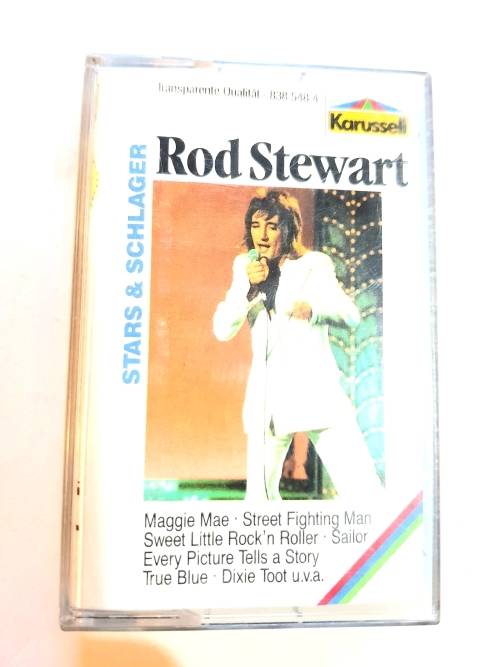 Transparente Qualität · 838 548-4
Karussell
Rod Stewart
STARS & SCHLAGER
Maggie Mae · Street Fighting Man
Sweet Little Rock'n Roller · Sailor
Every Picture Tells a Story
True Blue · Dixie Toot u.v.a.